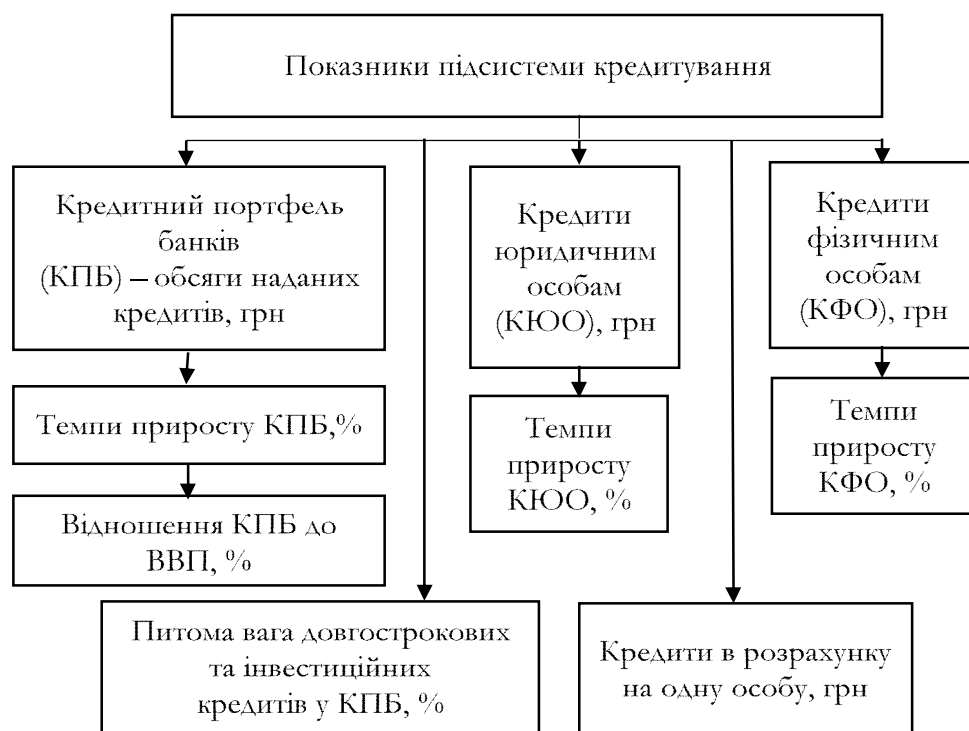 Показники підсистеми кредитування
Кредитний портфель
банків
(КПБ) – обсяги наданих
кредитів, грн
Кредити
юридичним
особам
(КЮО), грн
Кредити
фізичним
особам
(КФО), грн
Темпи приросту КПБ,%
Темпи
приросту
КЮО, %
Темпи
приросту
КФО, %
Відношення КПБ до
ВВП, %
Питома вага довгострокових
та інвестиційних
кредитів у КПБ, %
Кредити в розрахунку
на одну особу, грн